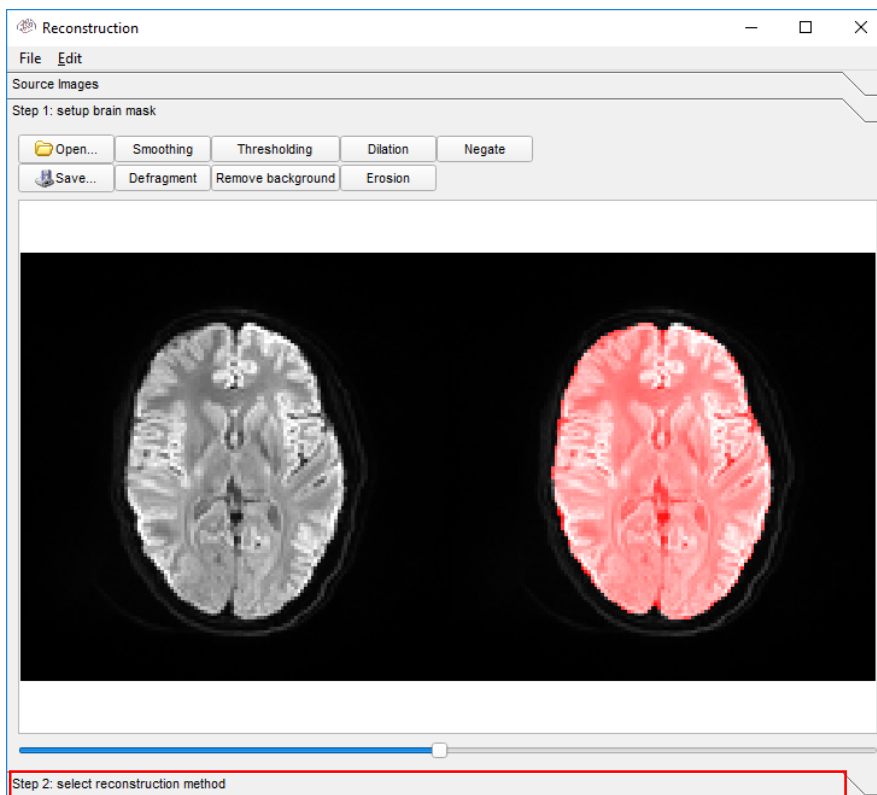 Reconstruction
File Edit
Source Images
Step 1: setup brain mask
Open... Smoothing Thresholding Dilation Negate
Save... Defragment Remove background Erosion
Step 2: select reconstruction method